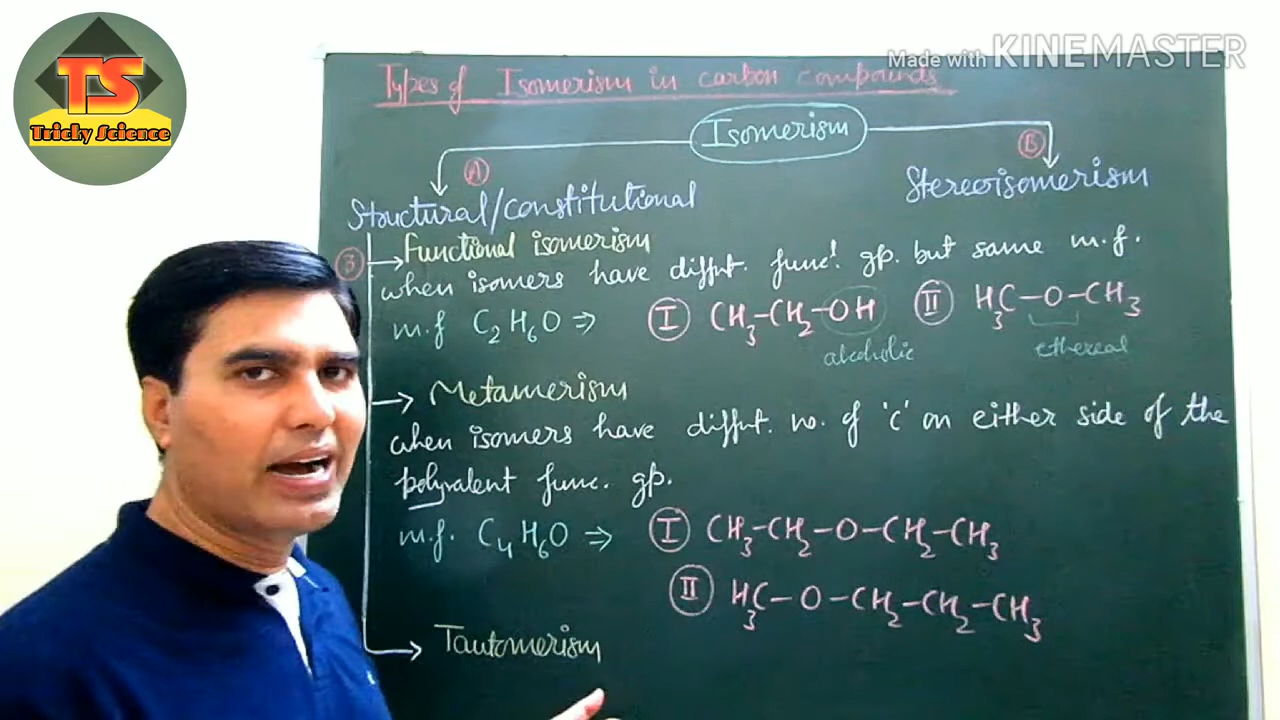 TS
Tricky Science
Made with KINEMASTER
Types of Isomerism in carbon compounds
Isomerism
A
B
Structural/constitutional
Stereoisomerism
3
Functional isomerism
when isomers have diffnt. funcl. gp. but same m.f.
m.f C2H6O ⇒ I CH3-CH2-OH II H3C-O-CH3
alcoholic
ethereal
Metamerism
when isomers have diffnt. no. of 'c' on either side of the
polyvalent func. gp.
m.f. C4H6O ⇒ I CH3-CH2-O-CH2-CH3
II H3C-O-CH2-CH2-CH3
Tautomerism